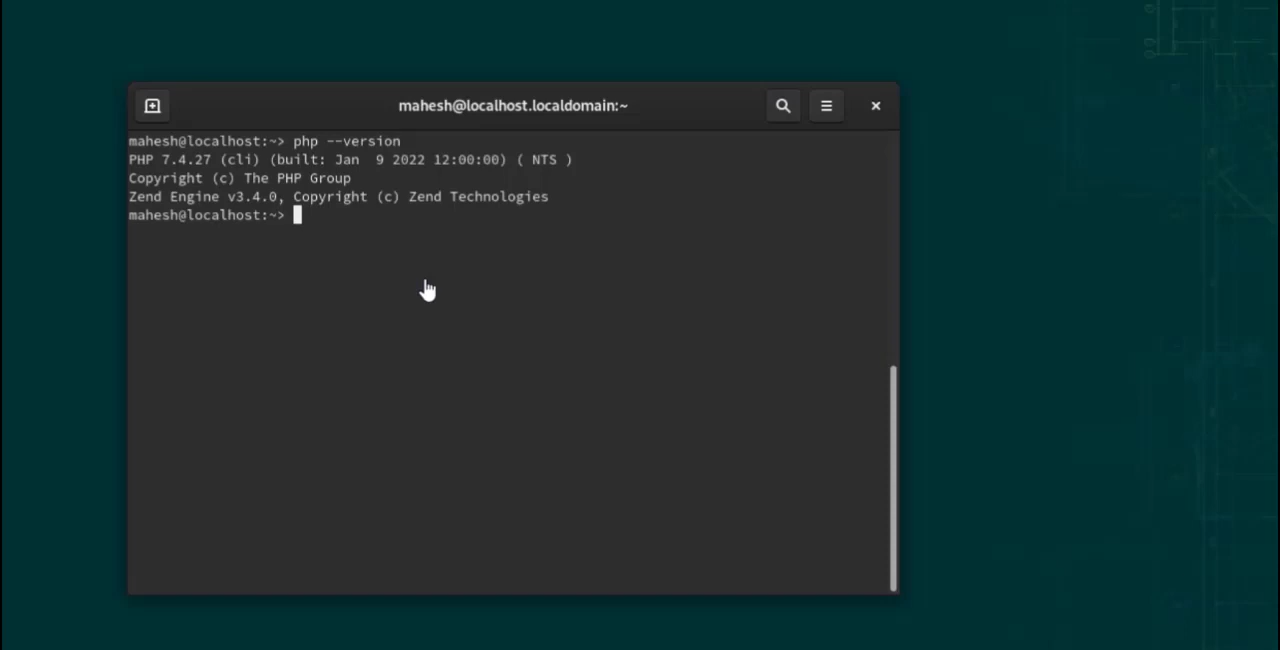 mahesh@localhost.localdomain:~
mahesh@localhost:~> php --version
PHP 7.4.27 (cli) (built: Jan  9 2022 12:00:00) ( NTS )
Copyright (c) The PHP Group
Zend Engine v3.4.0, Copyright (c) Zend Technologies
mahesh@localhost:~>